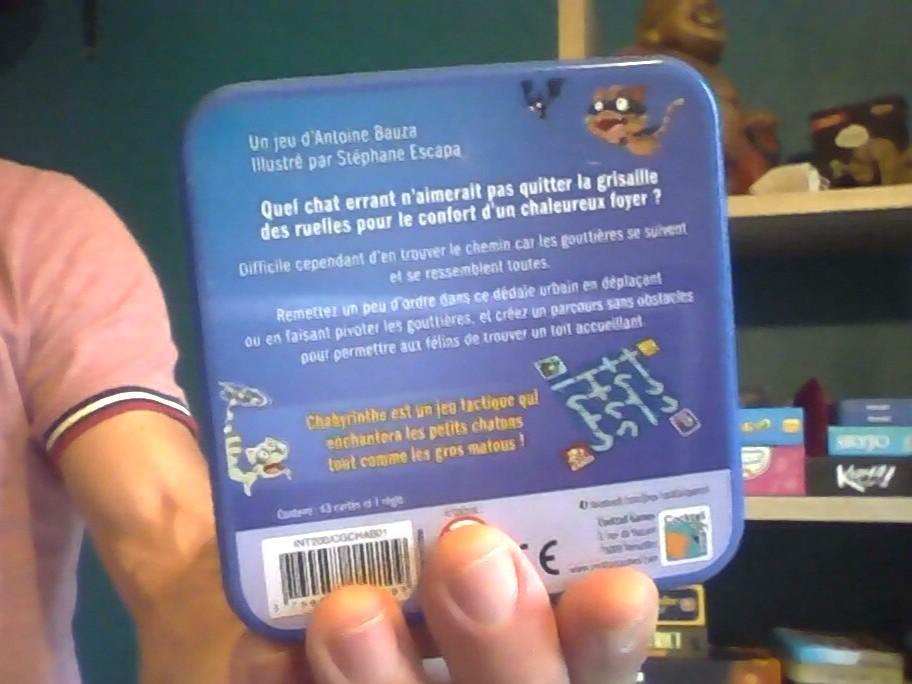 Un jeu d'Antoine Bauza
Illustré par Stéphane Escapa
Quel chat errant n'aimerait pas quitter la grisaille
des ruelles pour le confort d'un chaleureux foyer ?
Difficile cependant d'en trouver le chemin car les gouttières se suivent
et se ressemblent toutes.
Remettez un peu d'ordre dans ce dédale urbain en déplaçant
ou en faisant pivoter les gouttières, et créez un parcours sans obstacles
pour permettre aux félins de trouver un toit accueillant.
Chabyrinthe est un jeu tactique qui
enchantera les petits chatons
tout comme les gros matous !
Contenu : 43 cartes et 1 règle
INT200/CGCHAB01
CE
Cocktail Games